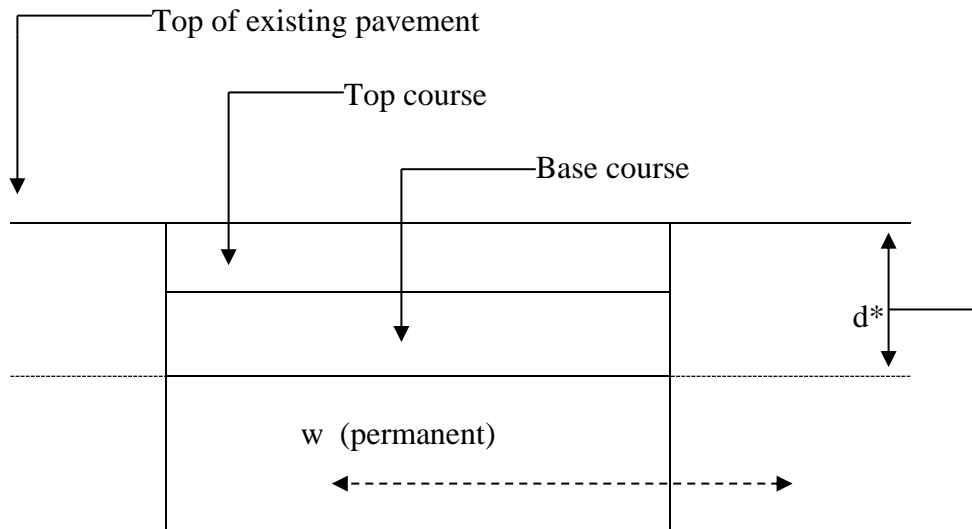 Top of existing pavement
Top course
Base course
d*
w (permanent)